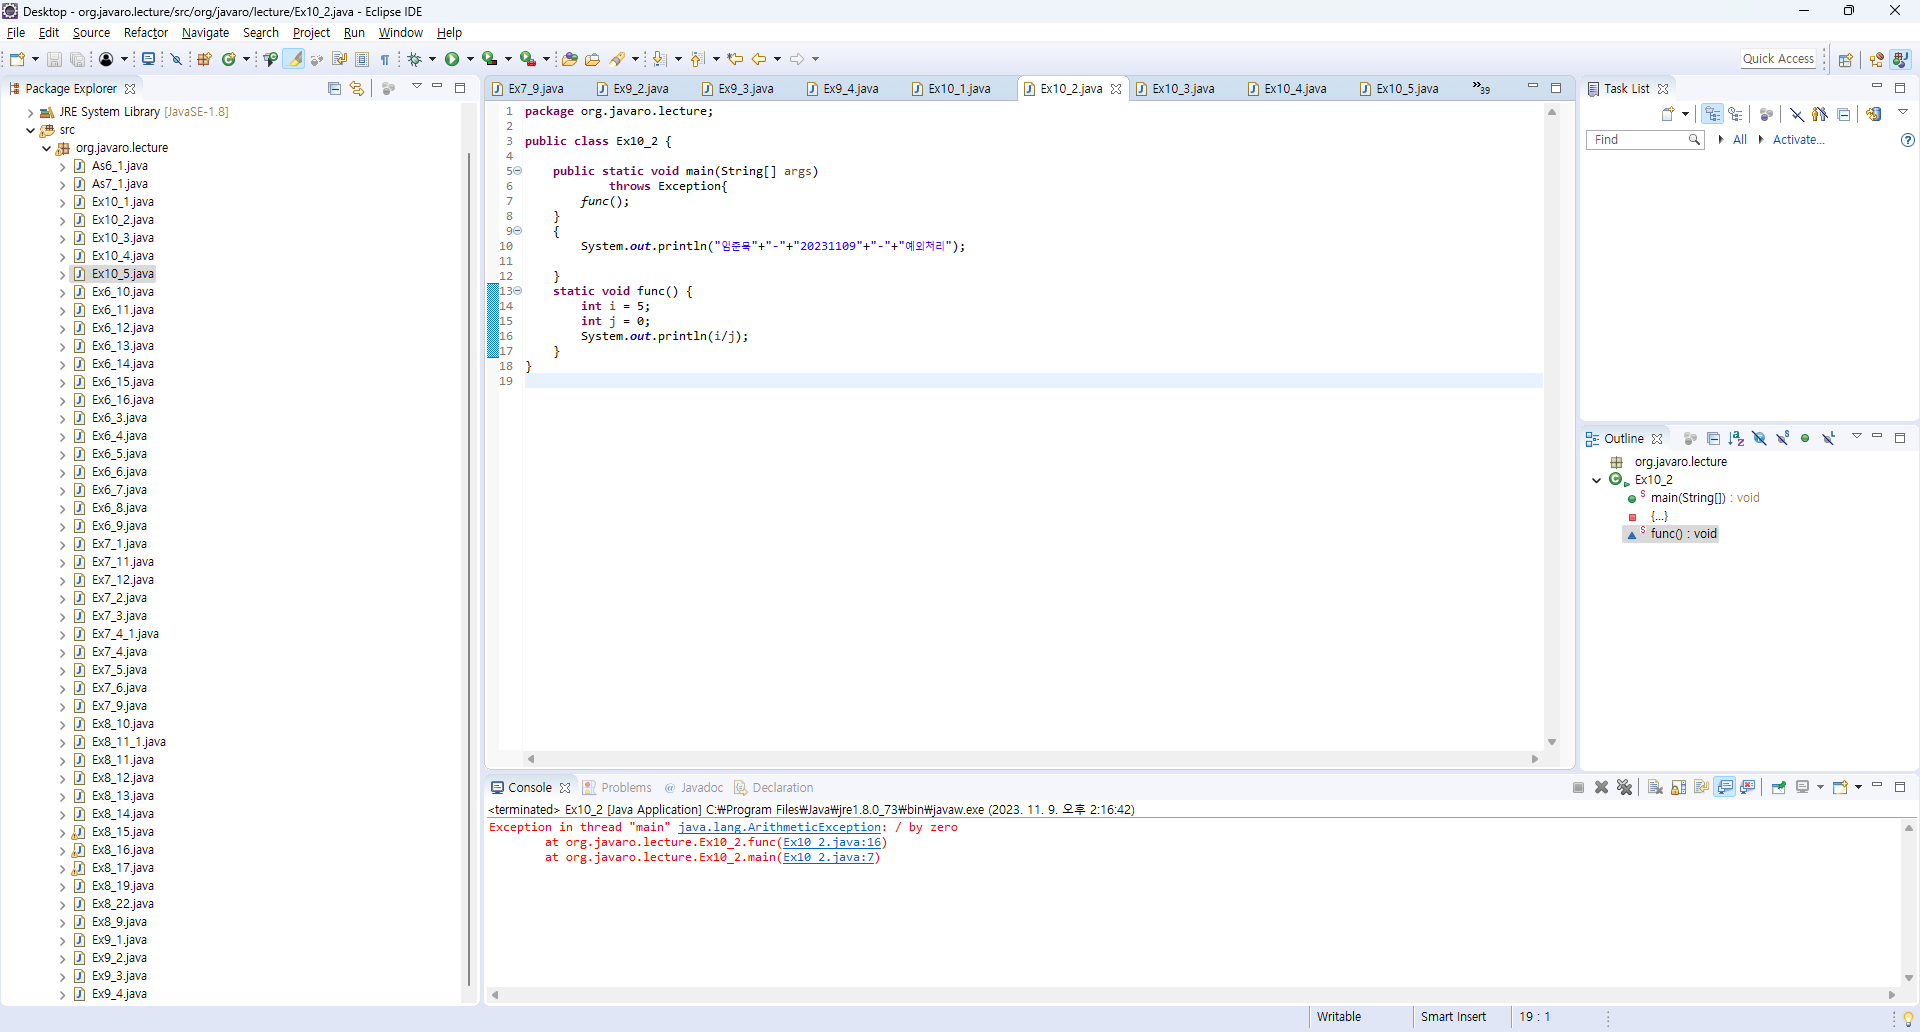 Desktop - org.javaro.lecture/src/org/javaro/lecture/Ex10_2.java - Eclipse IDE
File Edit Source Refactor Navigate Search Project Run Window Help
Quick Access
Package Explorer
JRE System Library [JavaSE-1.8]
src
org.javaro.lecture
As6_1.java
As7_1.java
Ex10_1.java
Ex10_2.java
Ex10_3.java
Ex10_4.java
Ex10_5.java
Ex6_10.java
Ex6_11.java
Ex6_12.java
Ex6_13.java
Ex6_14.java
Ex6_15.java
Ex6_16.java
Ex6_3.java
Ex6_4.java
Ex6_5.java
Ex6_6.java
Ex6_7.java
Ex6_8.java
Ex6_9.java
Ex7_1.java
Ex7_11.java
Ex7_12.java
Ex7_2.java
Ex7_3.java
Ex7_4_1.java
Ex7_4.java
Ex7_5.java
Ex7_6.java
Ex7_9.java
Ex8_10.java
Ex8_11_1.java
Ex8_11.java
Ex8_12.java
Ex8_13.java
Ex8_14.java
Ex8_15.java
Ex8_16.java
Ex8_17.java
Ex8_19.java
Ex8_22.java
Ex8_9.java
Ex9_1.java
Ex9_2.java
Ex9_3.java
Ex9_4.java
Ex7_9.java Ex9_2.java Ex9_3.java Ex9_4.java Ex10_1.java Ex10_2.java Ex10_3.java Ex10_4.java Ex10_5.java »39
1 package org.javaro.lecture;
2
3 public class Ex10_2 {
4
5 public static void main(String[] args)
6 throws Exception{
7 func();
8 }
9 {
10 System.out.println("임준묵"+"-"+"20231109"+"-"+"예외처리");
11
12 }
13 static void func() {
14 int i = 5;
15 int j = 0;
16 System.out.println(i/j);
17 }
18 }
19
Task List
Find All Activate...
Outline
org.javaro.lecture
Ex10_2
main(String[]) : void
{...}
func() : void
Console Problems @ Javadoc Declaration
<terminated> Ex10_2 [Java Application] C:₩Program Files₩Java₩jre1.8.0_73₩bin₩javaw.exe (2023. 11. 9. 오후 2:16:42)
Exception in thread "main" java.lang.ArithmeticException: / by zero
at org.javaro.lecture.Ex10_2.func(Ex10_2.java:16)
at org.javaro.lecture.Ex10_2.main(Ex10_2.java:7)
Writable Smart Insert 19 : 1